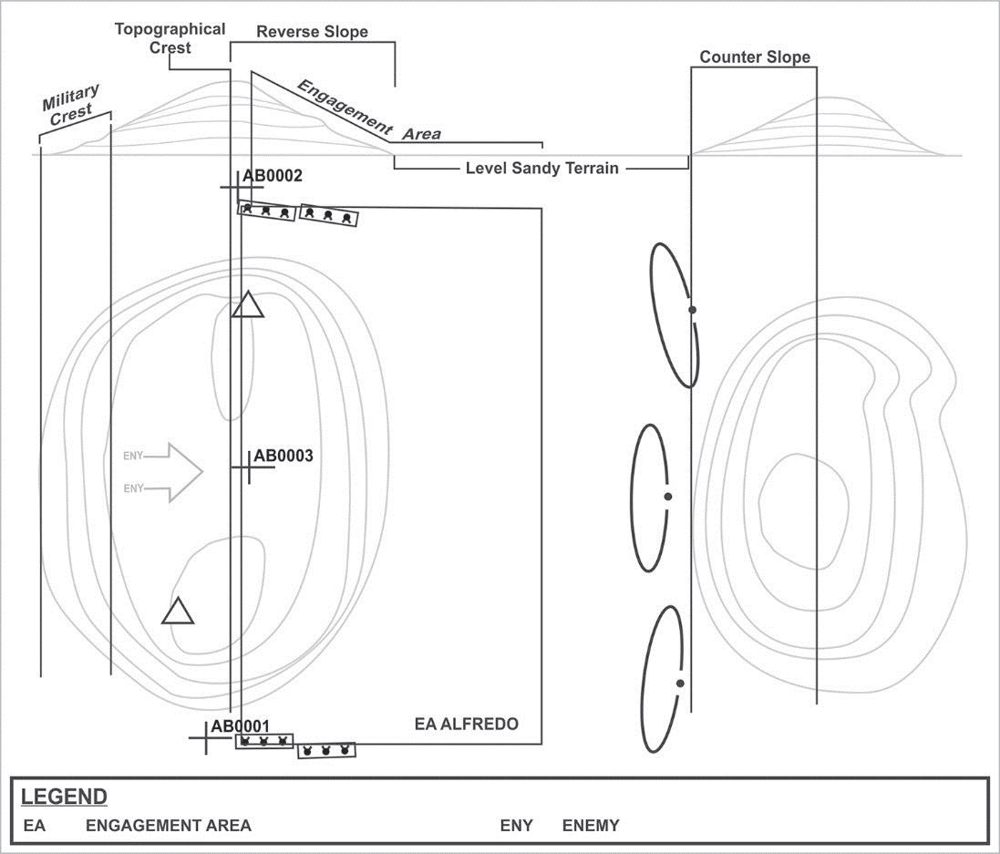 Topographical
Crest
Reverse Slope
Counter Slope
Military
Crest
Engagement Area
Level Sandy Terrain
AB0002
ENY
AB0003
ENY
AB0001
EA ALFREDO
LEGEND
EA ENGAGEMENT AREA ENY ENEMY